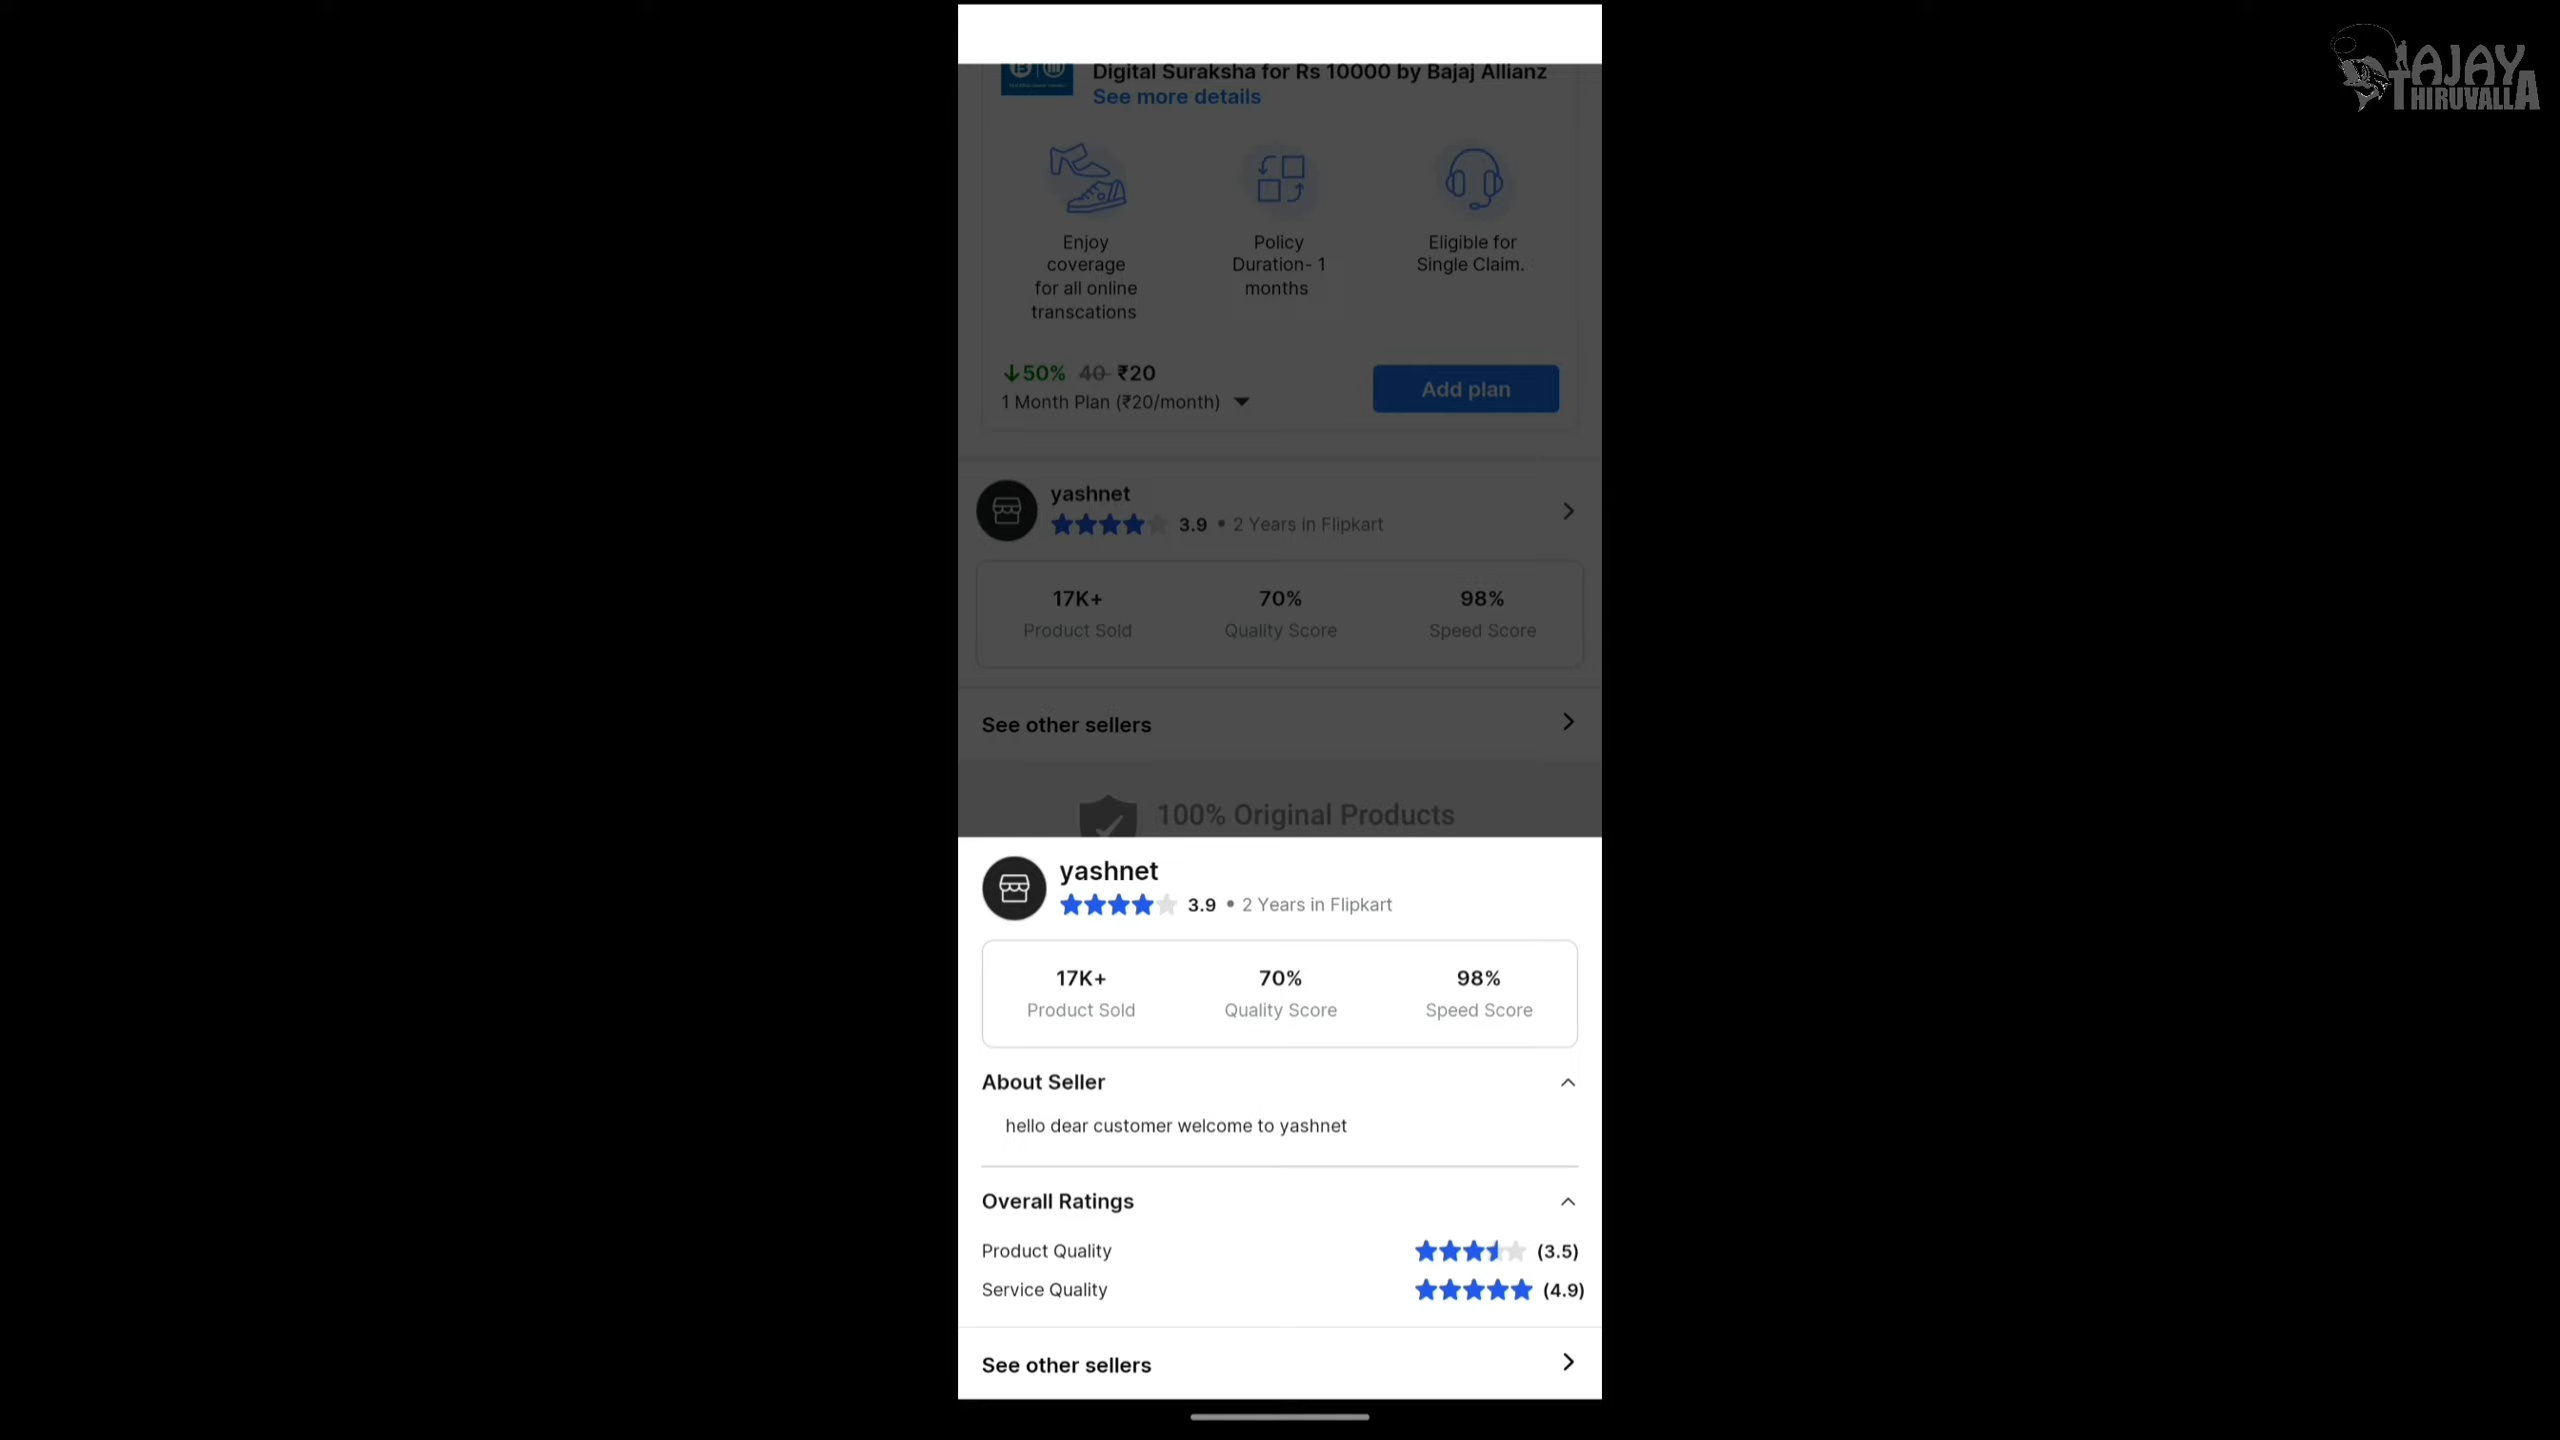 AJAY
THIRUVALLA
Digital Suraksha for Rs 10000 by Bajaj Allianz
See more details
Enjoy
coverage
for all online
transcations
Policy
Duration- 1
months
Eligible for
Single Claim.
50% 40 ₹20
1 Month Plan (₹20/month)
Add plan
yashnet
3.9 • 2 Years in Flipkart
17K+ 70% 98%
Product Sold Quality Score Speed Score
See other sellers
100% Original Products
yashnet
3.9 • 2 Years in Flipkart
17K+ 70% 98%
Product Sold Quality Score Speed Score
About Seller
hello dear customer welcome to yashnet
Overall Ratings
Product Quality (3.5)
Service Quality (4.9)
See other sellers